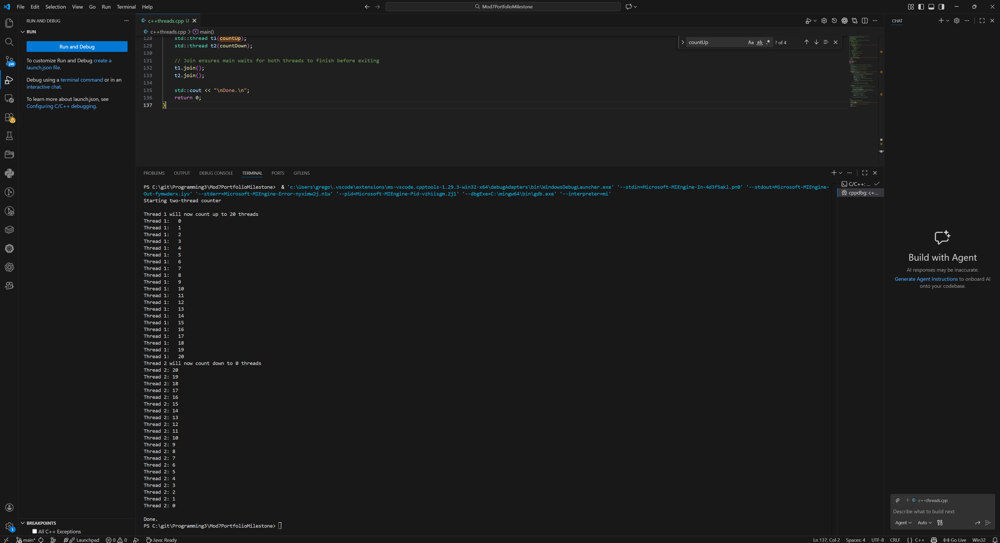 File Edit Selection View Go Run Terminal Help
Mod7PortfolioMilestone
RUN AND DEBUG
RUN
Run and Debug
To customize Run and Debug create a
launch.json file.
Debug using a terminal command or in an
interactive chat.
To learn more about launch.json, see
Configuring C/C++ debugging.
241
1
BREAKPOINTS
All C++ Exceptions
c++threads.cpp U
c++threads.cpp > main()
countUp
Aa ab .* ? of 4
128 std::thread t1(countUp);
129 std::thread t2(countDown);
130
131 // Join ensures main waits for both threads to finish before exiting
132 t1.join();
133 t2.join();
134
135 std::cout << "\nDone.\n";
136 return 0;
137 }
PROBLEMS OUTPUT DEBUG CONSOLE TERMINAL PORTS GITLENS
C/C++: ...
cppdbg: c+...
PS C:\git\Programming3\Mod7PortfolioMilestone> & 'c:\Users\grego\.vscode\extensions\ms-vscode.cpptools-1.29.3-win32-x64\debugAdapters\bin\WindowsDebugLauncher.exe' '--stdin=Microsoft-MIEngine-In-4d3f5akl.pn0' '--stdout=Microsoft-MIEngine-
Out-fymwderx.iyv' '--stderr=Microsoft-MIEngine-Error-nyximw2j.n1w' '--pid=Microsoft-MIEngine-Pid-vzhiisgm.2j1' '--dbgExe=C:\mingw64\bin\gdb.exe' '--interpreter=mi'
Starting two-thread counter
Thread 1 will now count up to 20 threads
Thread 1: 0
Thread 1: 1
Thread 1: 2
Thread 1: 3
Thread 1: 4
Thread 1: 5
Thread 1: 6
Thread 1: 7
Thread 1: 8
Thread 1: 9
Thread 1: 10
Thread 1: 11
Thread 1: 12
Thread 1: 13
Thread 1: 14
Thread 1: 15
Thread 1: 16
Thread 1: 17
Thread 1: 18
Thread 1: 19
Thread 1: 20
Thread 2 will now count down to 0 threads
Thread 2: 20
Thread 2: 19
Thread 2: 18
Thread 2: 17
Thread 2: 16
Thread 2: 15
Thread 2: 14
Thread 2: 13
Thread 2: 12
Thread 2: 11
Thread 2: 10
Thread 2: 9
Thread 2: 8
Thread 2: 7
Thread 2: 6
Thread 2: 5
Thread 2: 4
Thread 2: 3
Thread 2: 2
Thread 2: 1
Thread 2: 0
Done.
PS C:\git\Programming3\Mod7PortfolioMilestone>
CHAT
Build with Agent
AI responses may be inaccurate.
Generate Agent Instructions to onboard AI
onto your codebase.
c++threads.cpp
Describe what to build next
Agent Auto
main* Launchpad 0 0 Java: Ready
Ln 137, Col 2 Spaces: 4 UTF-8 CRLF {} C++ Go Live Win32